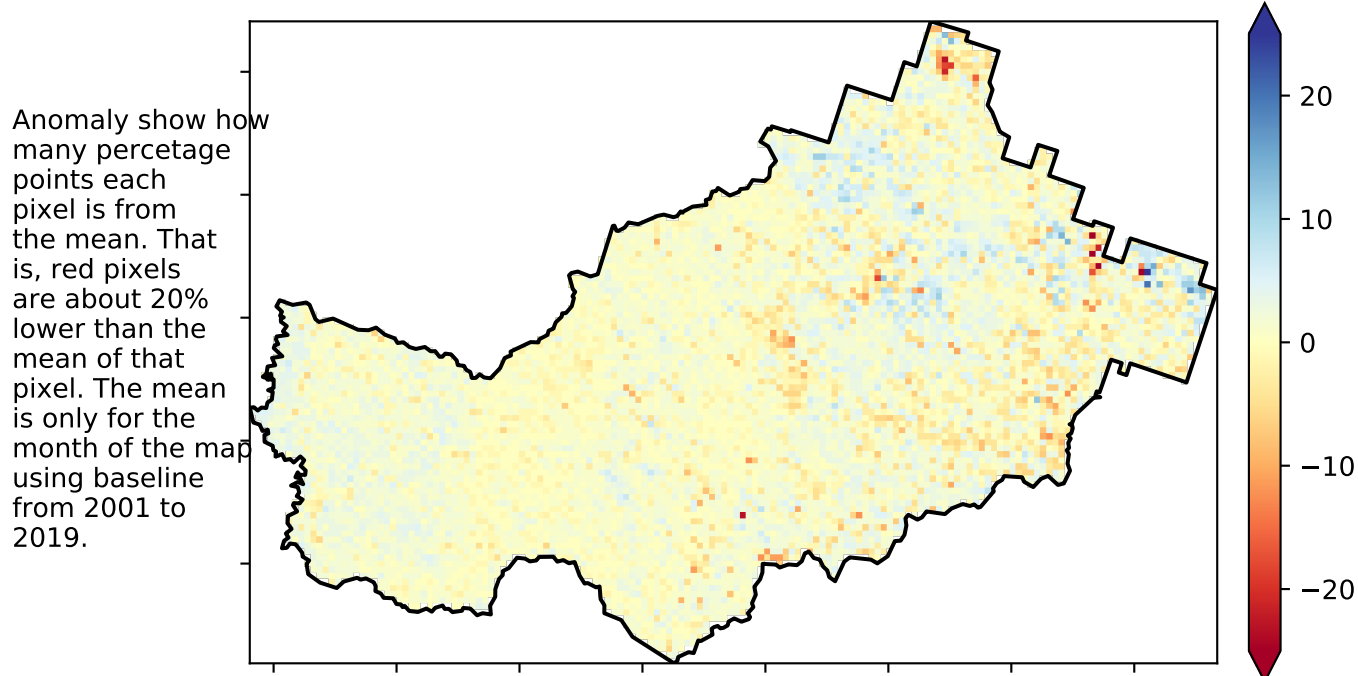 Anomaly show how
many percetage
points each
pixel is from
the mean. That
is, red pixels
are about 20%
lower than the
mean of that
pixel. The mean
is only for the
month of the map
using baseline
from 2001 to
2019.
20
10
0
−10
−20